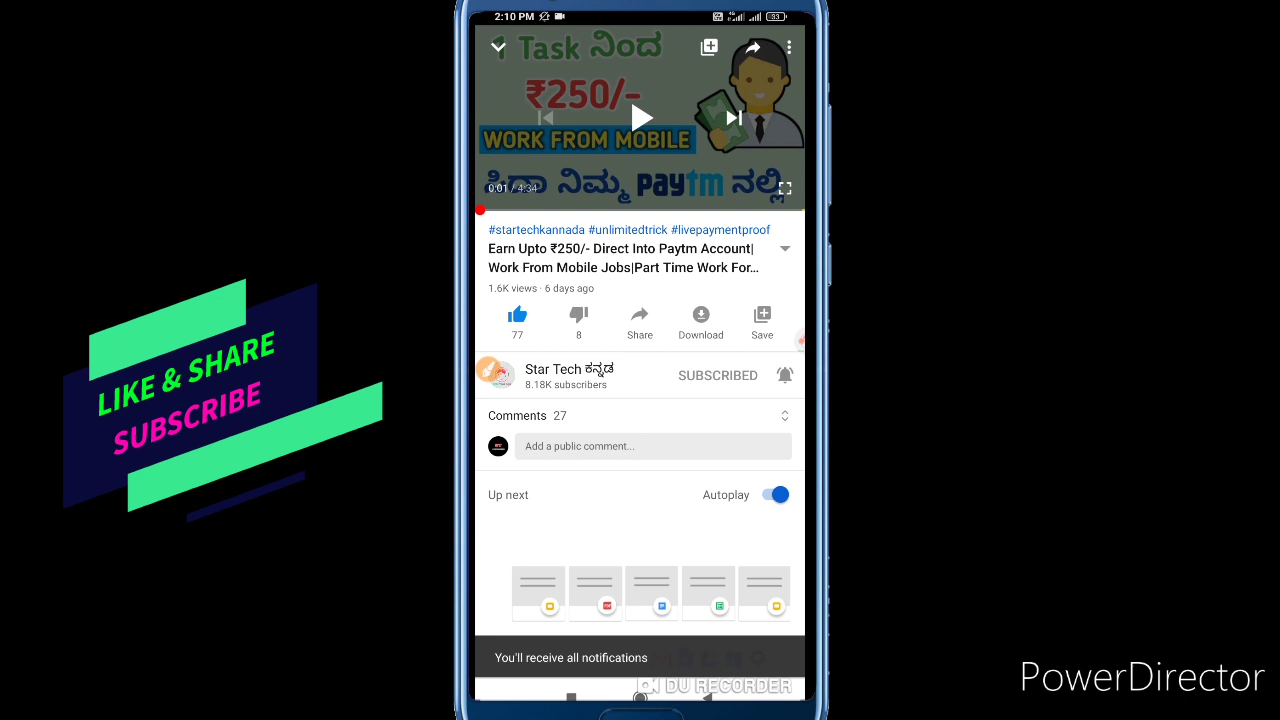 2:10 PM
33
1 Task ನಿಂದ
₹250/-
WORK FROM MOBILE
ನಿಮ್ಮ paytm ನಲ್ಲಿ
0:01 / 4:34
#startechkannada #unlimitedtrick #livepaymentproof
Earn Upto ₹250/- Direct Into Paytm Account|
Work From Mobile Jobs|Part Time Work For...
1.6K views · 6 days ago
77
8
Share
Download
Save
Star Tech ಕನ್ನಡ
8.18K subscribers
SUBSCRIBED
Comments 27
Add a public comment...
Up next
Autoplay
You'll receive all notifications
DU RECORDER
LIKE & SHARE
SUBSCRIBE
PowerDirector